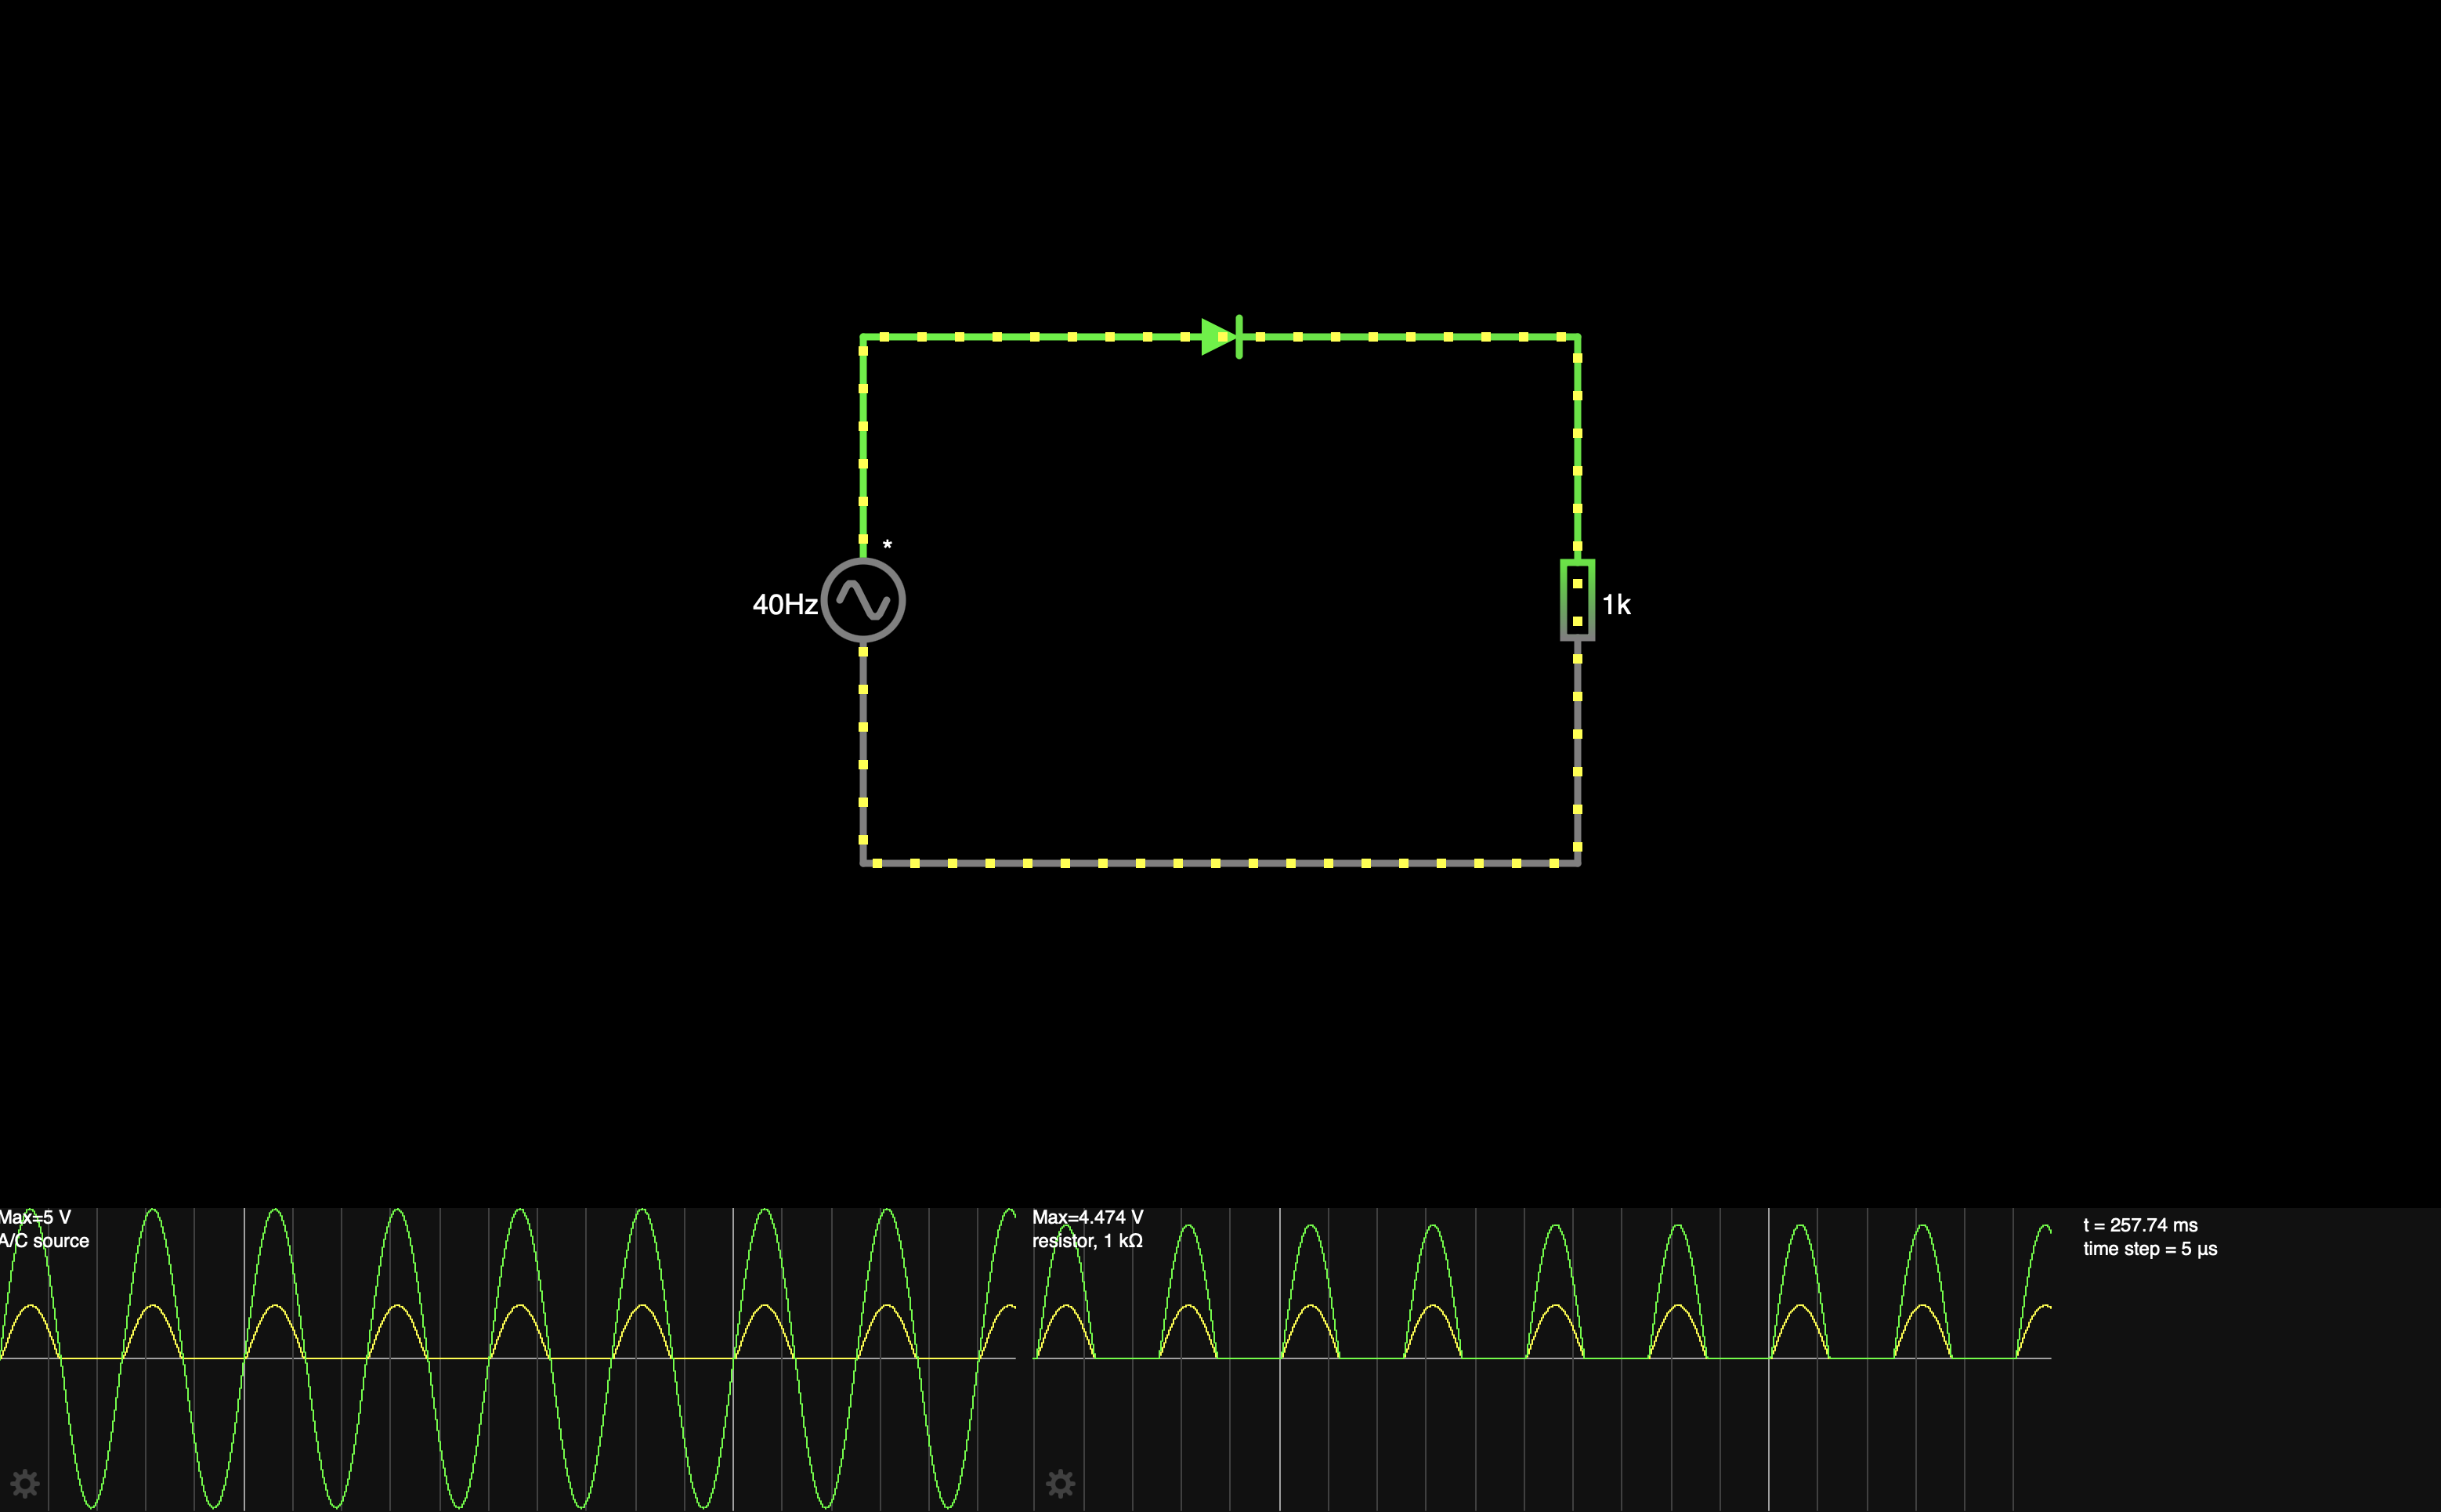 *
40Hz
1k
Max=5 V
A/C source
Max=4.474 V
resistor, 1 kΩ
t = 257.74 ms
time step = 5 µs